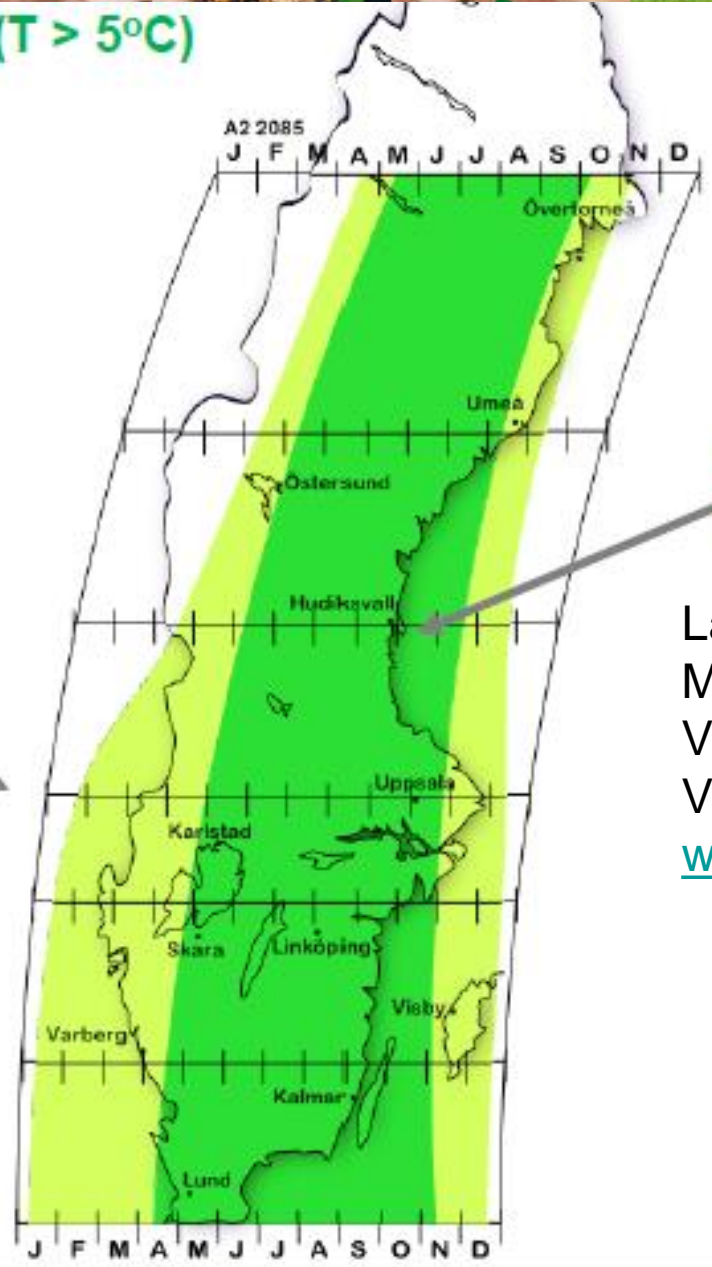 (T > 5°C)
A2 2085
J F M A M J J A S O N D
Övertorneå
Umeå
Östersund
Hudiksvall
Uppsala
Karlstad
Skara
Linköping
Visby
Varberg
Kalmar
Lund
J F M A M J J A S O N D